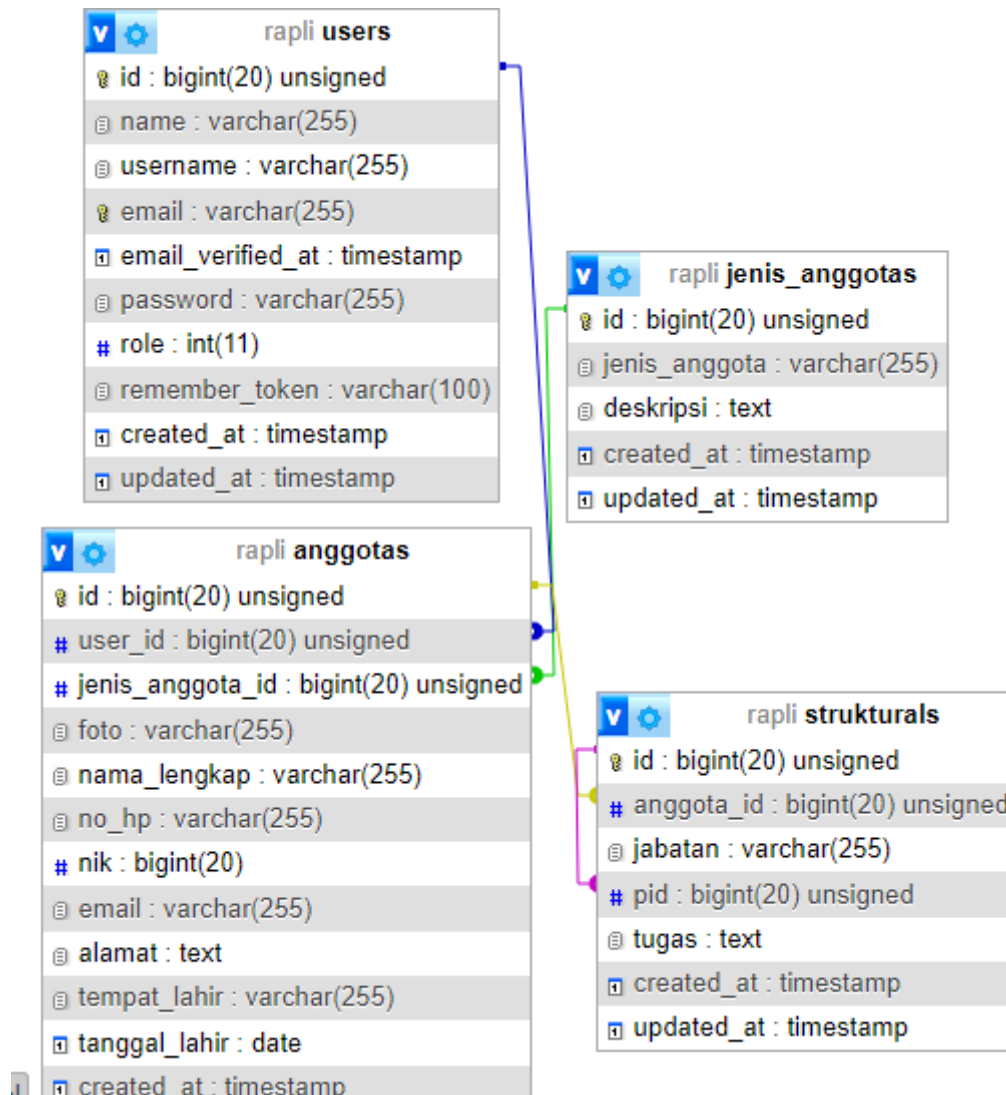 rapli users
id : bigint(20) unsigned
name : varchar(255)
username : varchar(255)
email : varchar(255)
email_verified_at : timestamp
password : varchar(255)
# role : int(11)
remember_token : varchar(100)
created_at : timestamp
updated_at : timestamp
rapli jenis_anggotas
id : bigint(20) unsigned
jenis_anggota : varchar(255)
deskripsi : text
created_at : timestamp
updated_at : timestamp
rapli anggotas
id : bigint(20) unsigned
# user_id : bigint(20) unsigned
# jenis_anggota_id : bigint(20) unsigned
foto : varchar(255)
nama_lengkap : varchar(255)
no_hp : varchar(255)
# nik : bigint(20)
email : varchar(255)
alamat : text
tempat_lahir : varchar(255)
tanggal_lahir : date
created_at : timestamp
rapli strukturals
id : bigint(20) unsigned
# anggota_id : bigint(20) unsigned
jabatan : varchar(255)
# pid : bigint(20) unsigned
tugas : text
created_at : timestamp
updated_at : timestamp